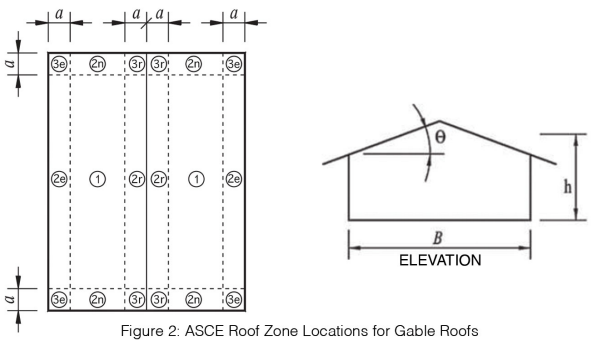 a a a a
a 3e 2n 3r 3r 2n 3e
2e 1 2r 2r 1 2e
a 3e 2n 3r 3r 2n 3e
θ
h
B
ELEVATION
Figure 2: ASCE Roof Zone Locations for Gable Roofs